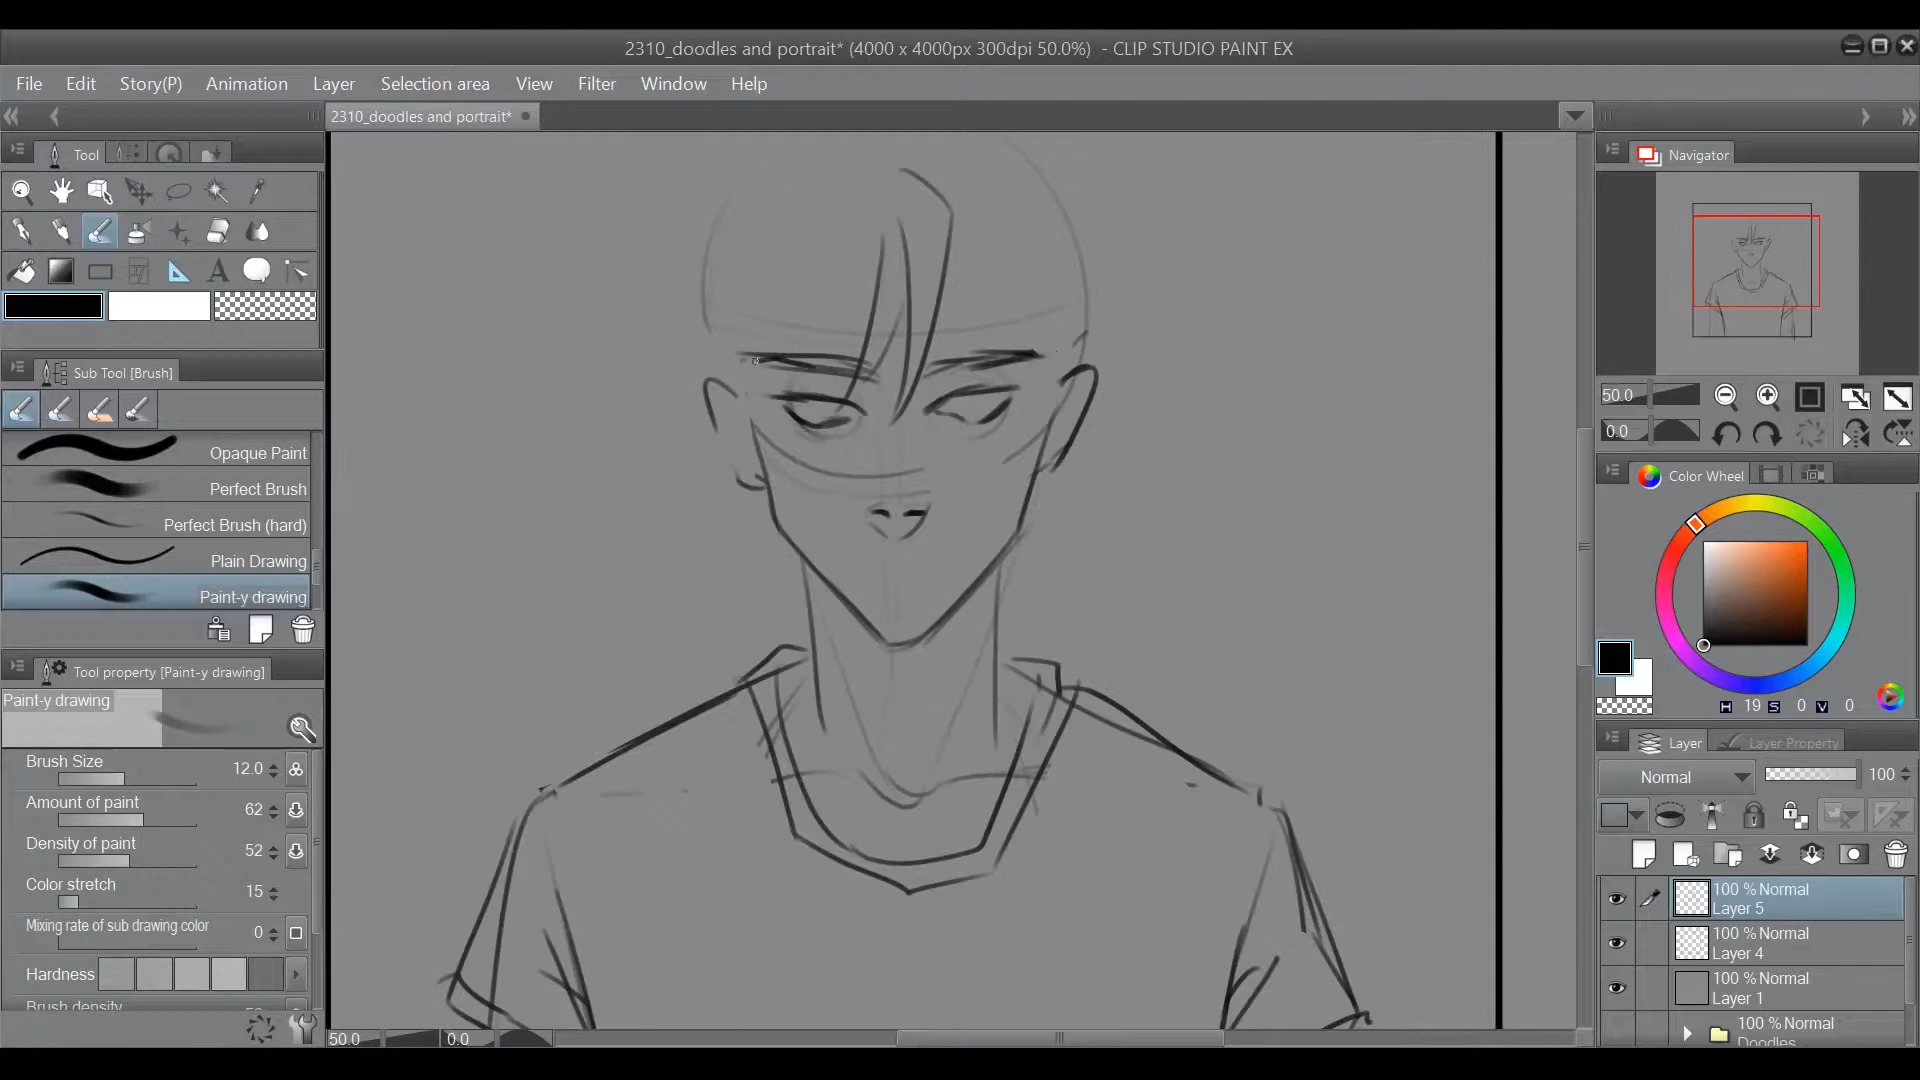 2310_doodles and portrait* (4000 x 4000px 300dpi 50.0%) - CLIP STUDIO PAINT EX
File Edit Story(P) Animation Layer Selection area View Filter Window Help
2310_doodles and portrait*
Tool
Sub Tool [Brush]
Opaque Paint
Perfect Brush
Perfect Brush (hard)
Plain Drawing
Paint-y drawing
Tool property [Paint-y drawing]
Paint-y drawing
Brush Size 12.0
Amount of paint 62
Density of paint 52
Color stretch 15
Mixing rate of sub drawing color 0
Hardness
Brush density
50.0 0.0
Navigator
50.0
0.0
Color Wheel
H 19 S 0 V 0
Layer Layer Property
Normal 100
100 % Normal
Layer 5
100 % Normal
Layer 4
100 % Normal
Layer 1
100 % Normal
Doodles